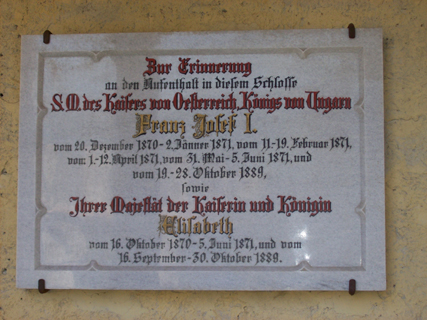 Zur Erinnerung
an den Aufenthalt in diesem Schlosse
S.M. des Kaisers von Oesterreich, Königs von Ungarn
Franz Josef I.
vom 20. Dezember 1870-2. Jänner 1871, vom 11.-19. Februar 1871,
vom 1.-12. April 1871, vom 31. Mai-5. Juni 1871, und
vom 19.-28. Oktober 1889,
sowie
Ihrer Majestät der Kaiserin und Königin
Elisabeth
vom 16. Oktober 1870-5. Juni 1871, und vom
16. September-30. Oktober 1889.